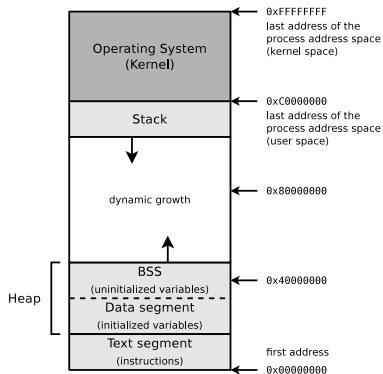 Operating System
(Kernel)
0xFFFFFFFF
last address of the
process address space
(kernel space)
Stack
0xC0000000
last address of the
process address space
(user space)
dynamic growth
0x80000000
Heap
BSS
(uninitialized variables)
0x40000000
Data segment
(initialized variables)
Text segment
(instructions)
first address
0x00000000